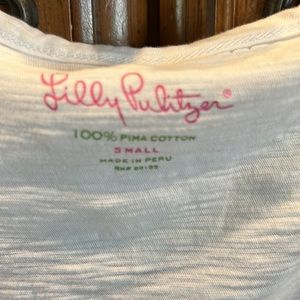 Lilly Pulitzer®
100% PIMA COTTON
SMALL
MADE IN PERU